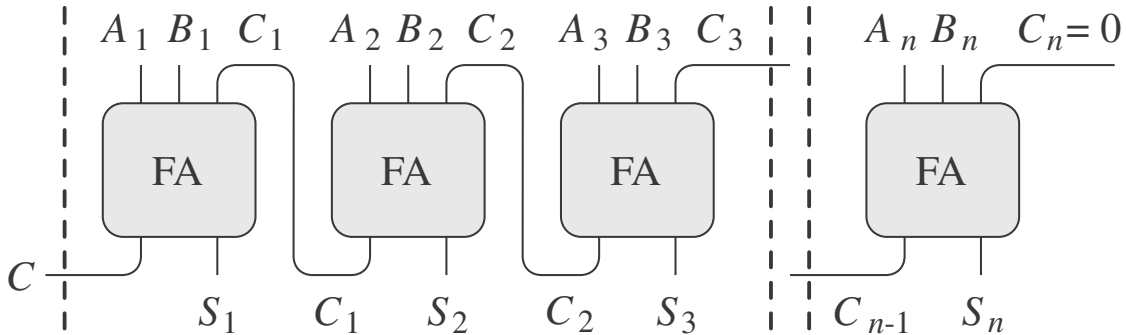 A1 B1 C1 A2 B2 C2 A3 B3 C3 An Bn Cn = 0
FA FA FA FA
C
S1 C1 S2 C2 S3 Cn-1 Sn